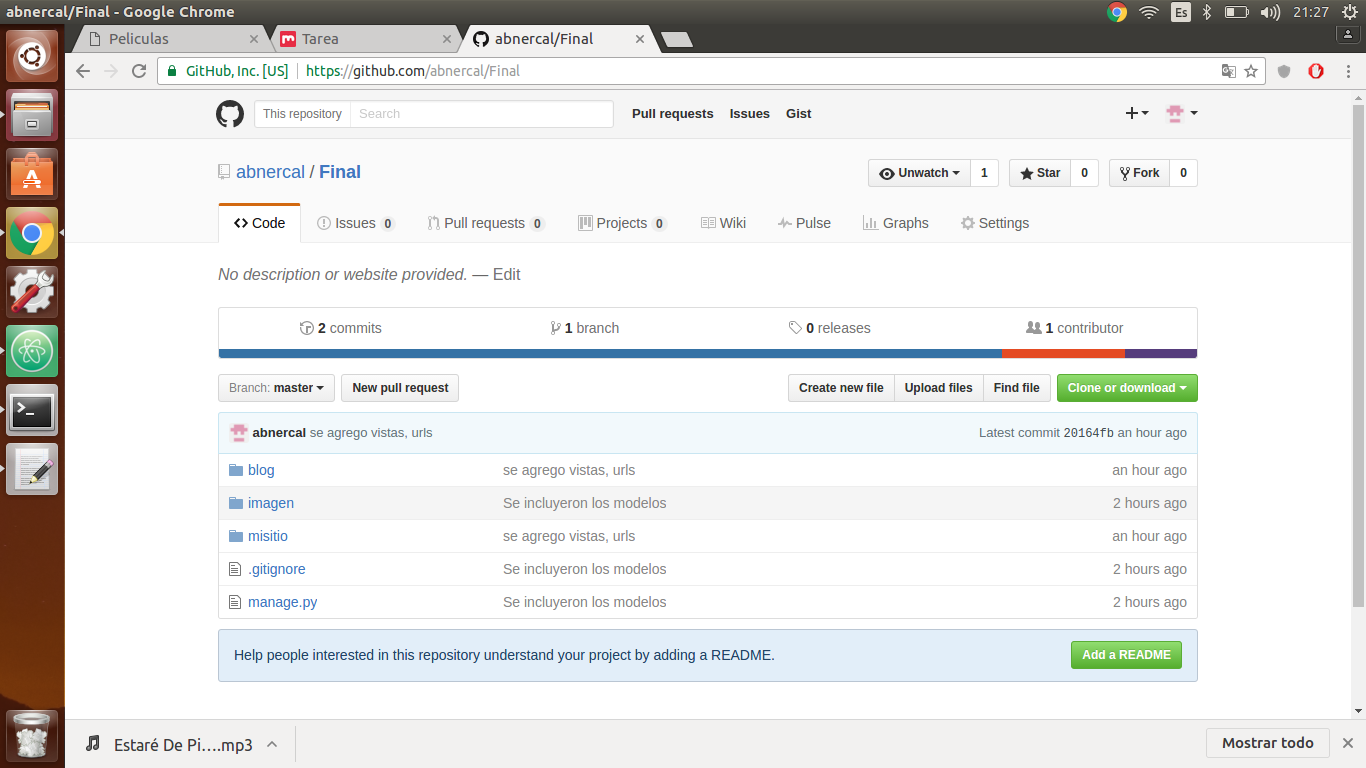 abnercal/Final - Google Chrome
Es
21:27
Peliculas
Tarea
abnercal/Final
GitHub, Inc. [US]
https://github.com/abnercal/Final
This repository
Search
Pull requests
Issues
Gist
abnercal / Final
Unwatch
1
Star
0
Fork
0
Code
Issues 0
Pull requests 0
Projects 0
Wiki
Pulse
Graphs
Settings
No description or website provided. — Edit
2 commits
1 branch
0 releases
1 contributor
Branch: master
New pull request
Create new file
Upload files
Find file
Clone or download
abnercal se agrego vistas, urls
Latest commit 20164fb an hour ago
blog
se agrego vistas, urls
an hour ago
imagen
Se incluyeron los modelos
2 hours ago
misitio
se agrego vistas, urls
an hour ago
.gitignore
Se incluyeron los modelos
2 hours ago
manage.py
Se incluyeron los modelos
2 hours ago
Help people interested in this repository understand your project by adding a README.
Add a README
Estaré De Pi….mp3
Mostrar todo